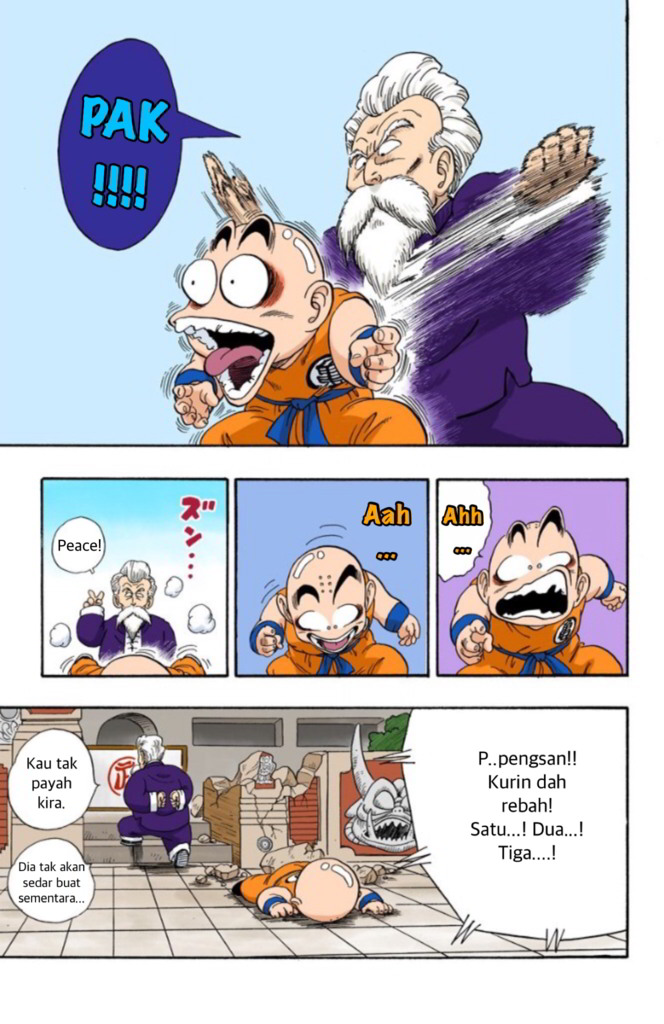 PAK
!!!!
Ahh
...
Aah
...
ズン...
Peace!
P..pengsan!!
Kurin dah
rebah!
Satu...! Dua...!
Tiga....!
Kau tak
payah
kira.
Dia tak akan
sedar buat
sementara...